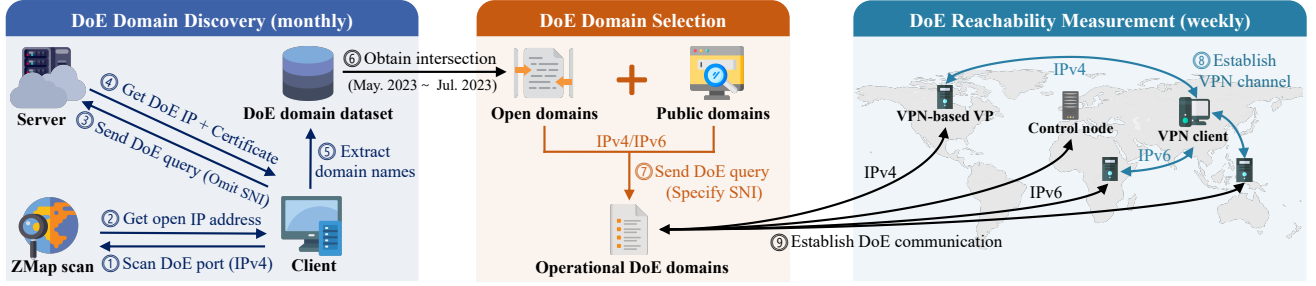 DoE Domain Discovery (monthly)
Server
④ Get DoE IP + Certificate
③ Send DoE query (Omit SNI)
DoE domain dataset
⑤ Extract
domain names
② Get open IP address
① Scan DoE port (IPv4)
ZMap scan
Client
⑥ Obtain intersection
(May. 2023 ~ Jul. 2023)
DoE Domain Selection
Open domains
Public domains
IPv4/IPv6
⑦ Send DoE query
(Specify SNI)
Operational DoE domains
DoE Reachability Measurement (weekly)
IPv4
⑧ Establish
VPN channel
VPN-based VP
Control node
VPN client
IPv4
IPv6
IPv6
⑨ Establish DoE communication